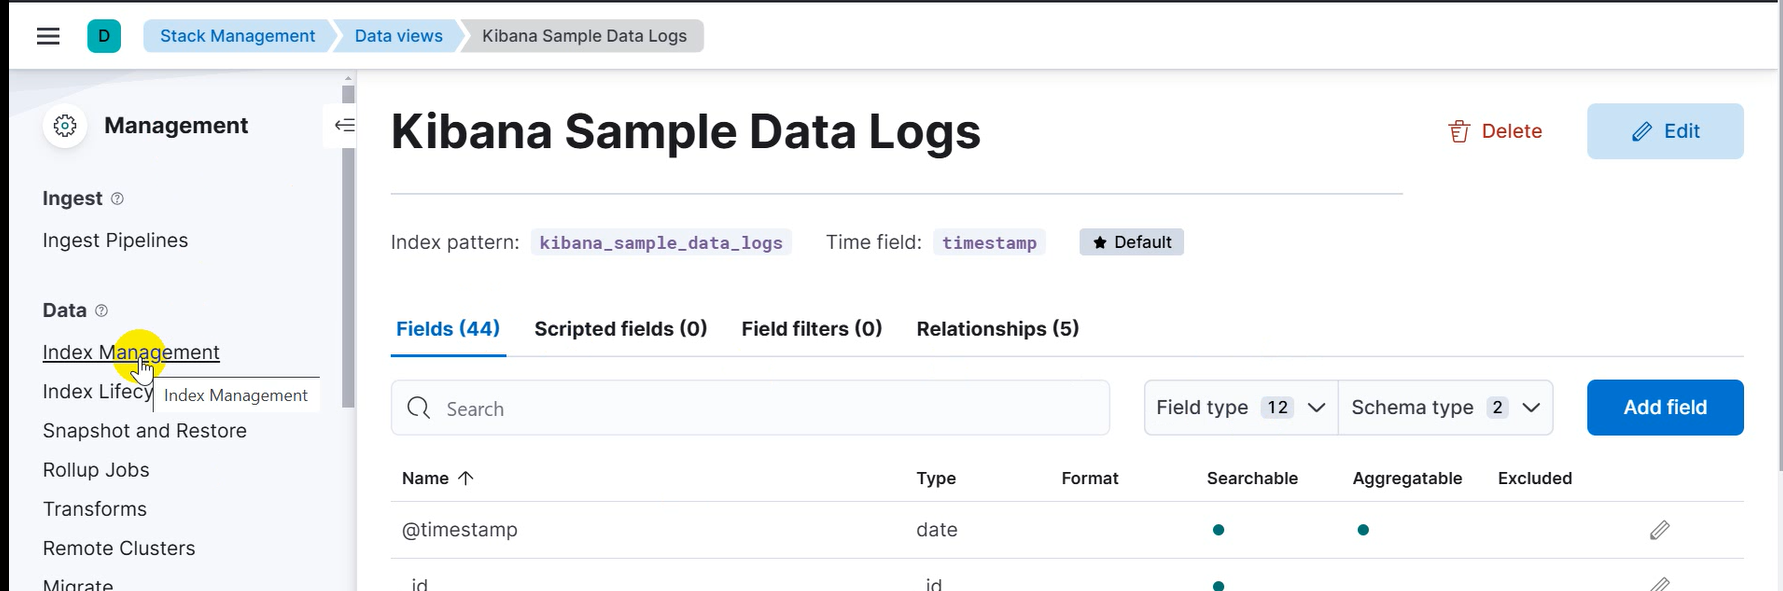 D Stack Management Data views Kibana Sample Data Logs
Management
Ingest
Ingest Pipelines
Data
Index Management
Index Lifecy
Index Management
Snapshot and Restore
Rollup Jobs
Transforms
Remote Clusters
Migrate
Kibana Sample Data Logs
Delete Edit
Index pattern: kibana_sample_data_logs Time field: timestamp Default
Fields (44) Scripted fields (0) Field filters (0) Relationships (5)
Search Field type 12 Schema type 2 Add field
Name Type Format Searchable Aggregatable Excluded
@timestamp date
_id _id